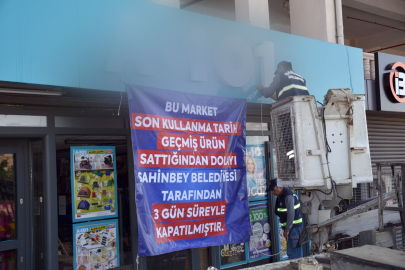 BU MARKET
SON KULLANMA TARİHİ
GEÇMİŞ ÜRÜN
SATTIĞINDAN DOLAYI
ŞAHİNBEY BELEDİYESİ
TARAFINDAN
3 GÜN SÜREYLE
KAPATILMIŞTIR.